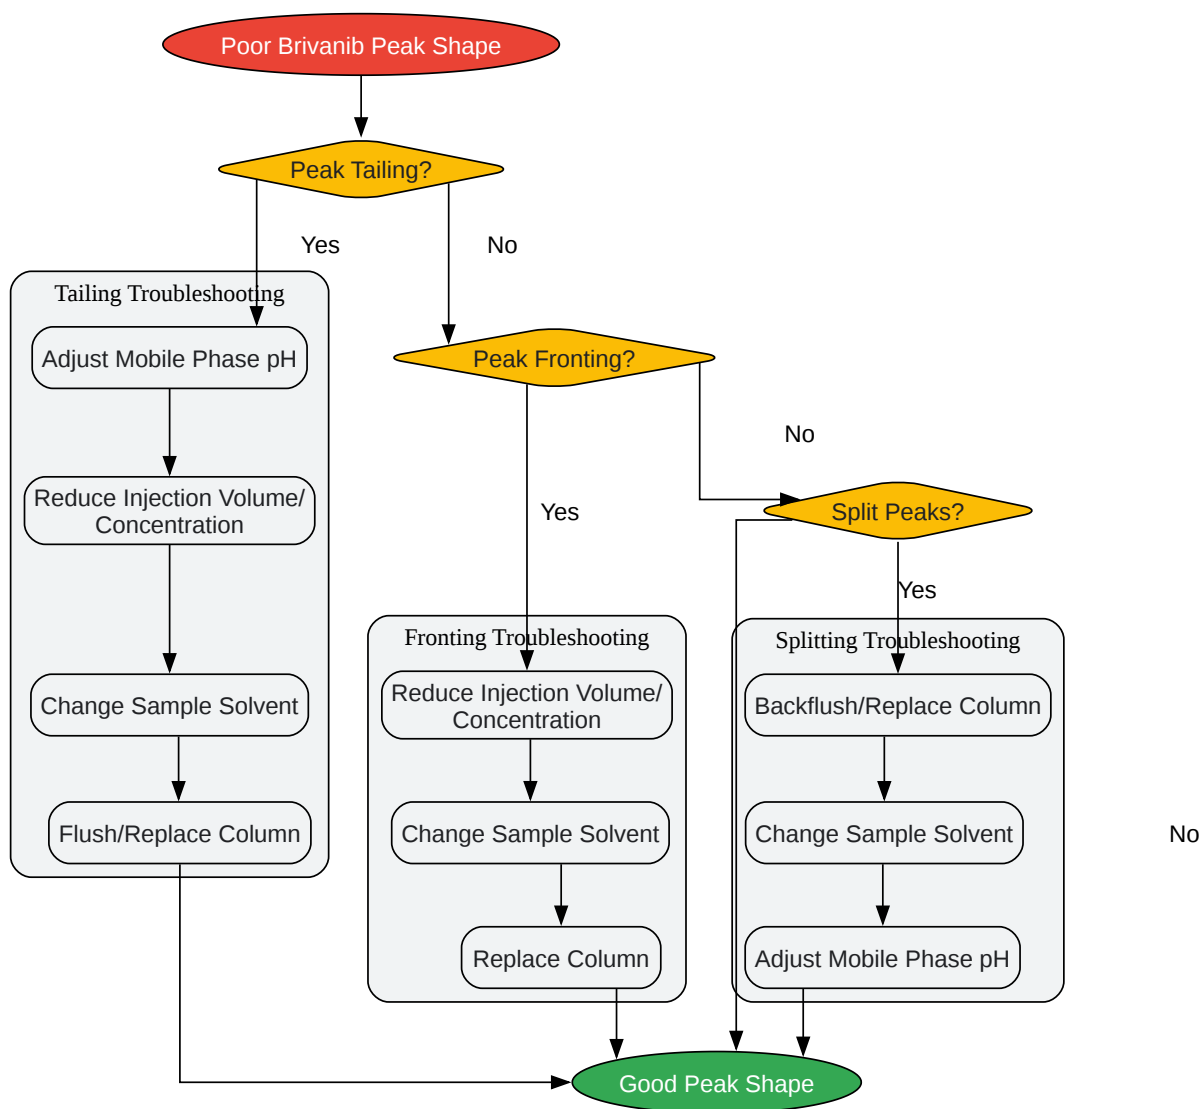 Poor Brivanib Peak Shape
Peak Tailing?
Yes
No
Tailing Troubleshooting
Adjust Mobile Phase pH
Peak Fronting?
No
Reduce Injection Volume/
Concentration
Yes
Split Peaks?
Yes
Fronting Troubleshooting
Splitting Troubleshooting
Change Sample Solvent
Reduce Injection Volume/
Concentration
Backflush/Replace Column
Flush/Replace Column
Change Sample Solvent
Change Sample Solvent
No
Replace Column
Adjust Mobile Phase pH
Good Peak Shape